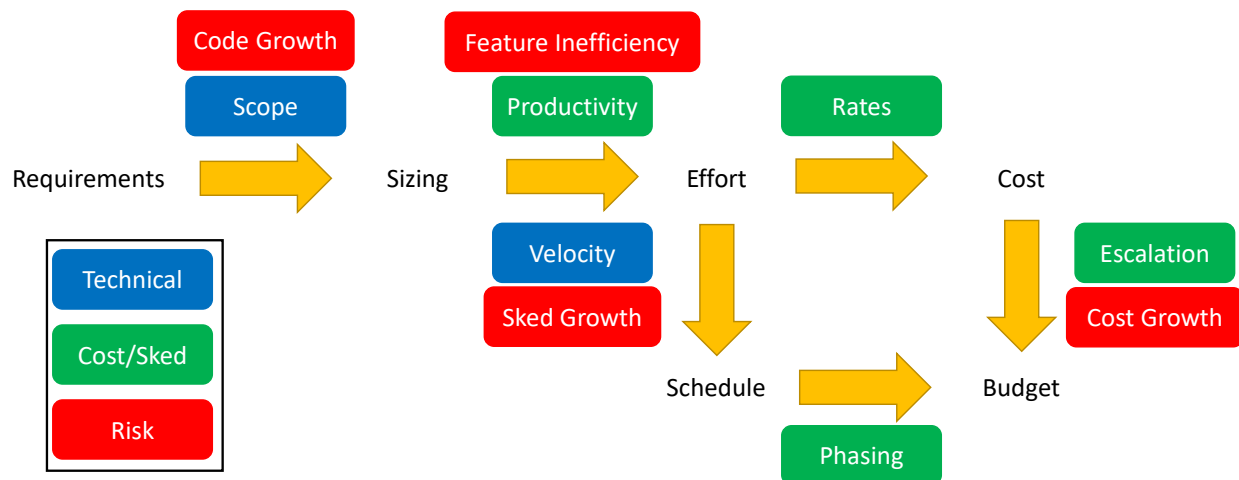 Code Growth
Feature Inefficiency
Scope
Productivity
Rates
Requirements
Sizing
Effort
Cost
Technical
Velocity
Escalation
Sked Growth
Cost Growth
Cost/Sked
Schedule
Budget
Risk
Phasing